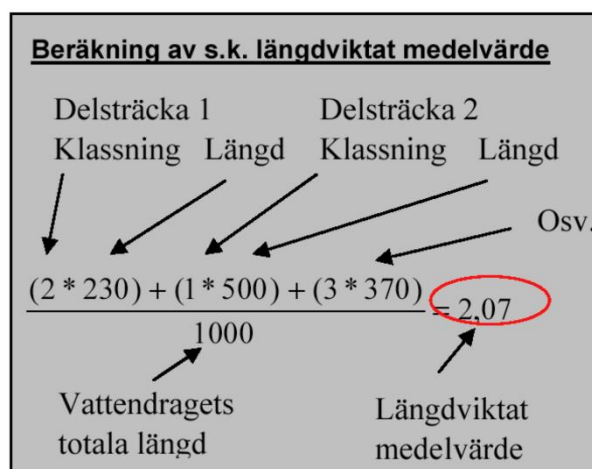 Beräkning av s.k. längdviktat medelvärde
Delsträcka 1 Delsträcka 2
Klassning Längd Klassning Längd
Osv.
(2 * 230) + (1 * 500) + (3 * 370)
= 2,07
1000
Vattendragets Längdviktat
totala längd medelvärde